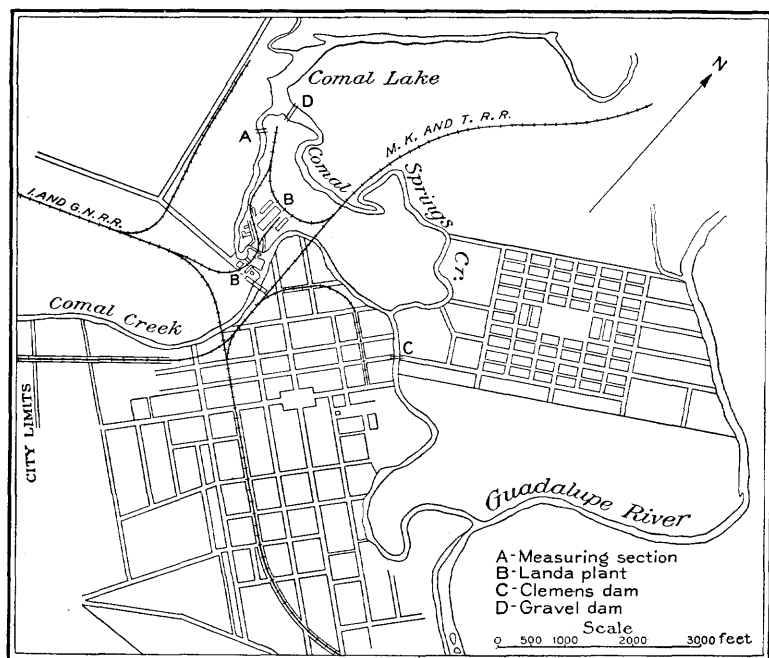 Comal Lake
D
N
A
M. K. AND T. R. R.
Comal
Springs
Cr.
B
I. AND G. N. R. R.
B
Comal Creek
C
CITY LIMITS
Guadalupe River
A-Measuring section
B-Landa plant
C-Clemens dam
D-Gravel dam
Scale
0 500 1000 2000 3000 feet